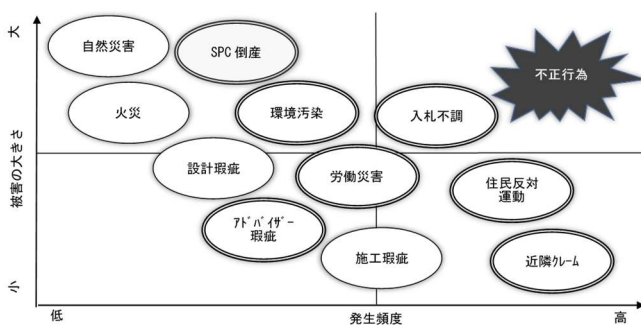 大
自然災害
SPC 倒産
不正行為
火災
環境汚染
入札不調
被害の大きさ
設計瑕疵
労働災害
住民反対
運動
ｱﾄﾞﾊﾞｲｻﾞｰ
瑕疵
施工瑕疵
近隣ｸﾚｰﾑ
小
低
発生頻度
高